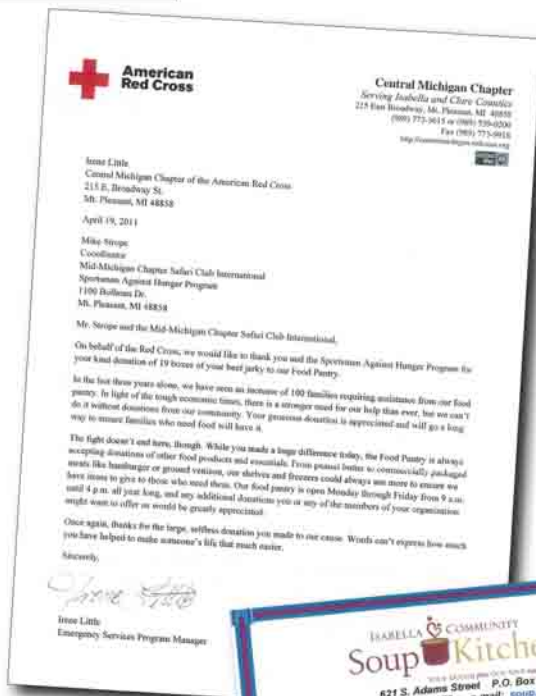 American
Red Cross
Central Michigan Chapter
Serving Isabella and Clare Counties
215 East Broadway, Mt. Pleasant, MI 48858
Irene Little
Central Michigan Chapter of the American Red Cross
215 E. Broadway St.
Mt. Pleasant, MI 48858
April 19, 2011
Mike Strope
Coordinator
Mid-Michigan Chapter Safari Club International
Sportsmen Against Hunger Program
Mt. Pleasant, MI 48858
Mr. Strope and the Mid-Michigan Chapter Safari Club International,
On behalf of the Red Cross, we would like to thank you and the Sportsmen Against Hunger Program for
your kind donation of 19 boxes of your beef jerky to our Food Pantry.
In the last three years alone, we have seen an increase of 100 families requiring assistance from our food
pantry. In light of the tough economic times, there is a stronger need for our help than ever, but we can't
do it without donations from our community. Your generous donation is appreciated and will go a long
way to ensure families who need food will have it.
The fight doesn't end here, though. While you made a huge difference today, the Food Pantry is always
accepting donations of other food products and essentials. From peanut butter to commercially packaged
meats like hamburger or ground venison, our shelves and freezers could always use more to ensure we
have items to give to those who need them. Our food pantry is open Monday through Friday from 9 a.m.
until 4 p.m. all year long, and any additional donations you or any of the members of your organization
might want to offer us would be greatly appreciated.
Once again, thanks for the large, selfless donation you made to our cause. Words can't express how much
you have helped to make someone's life that much easier.
Sincerely,
Irene Little
Emergency Services Program Manager
ISABELLA COMMUNITY
Soup Kitche
621 S. Adams Street P.O. Box